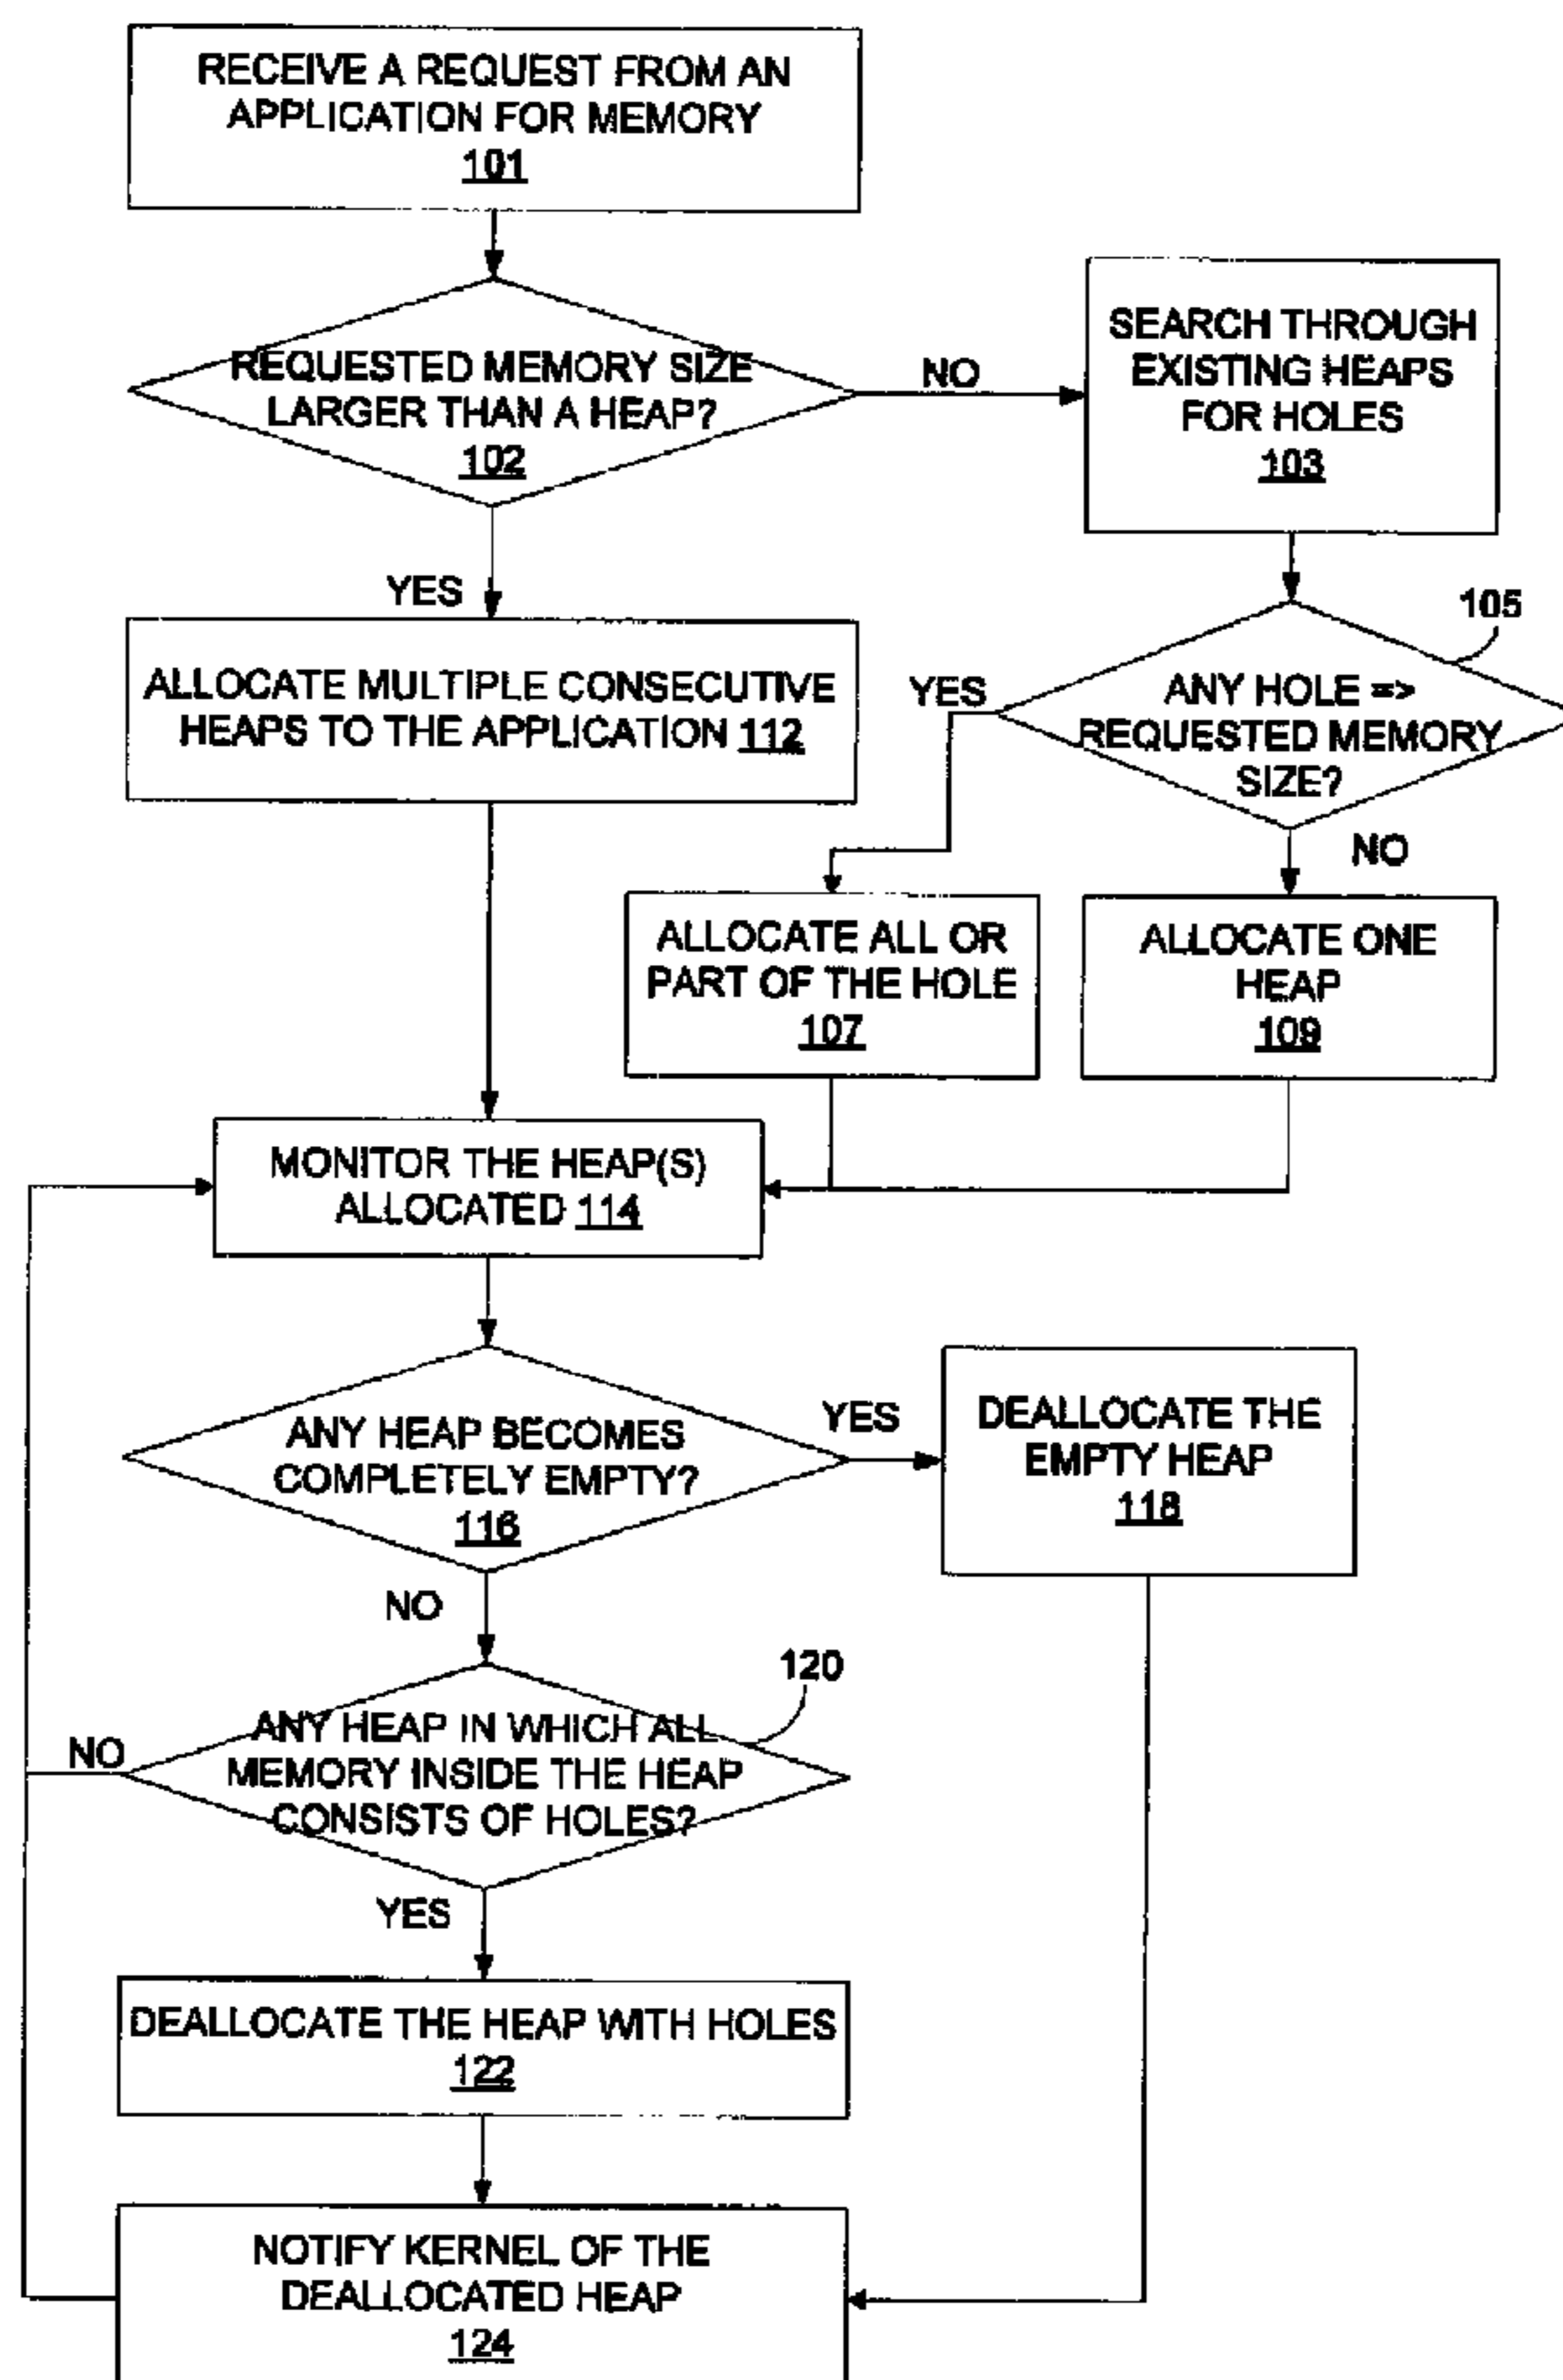 RECEIVE A REQUEST FROM AN
APPLICATION FOR MEMORY
101
REQUESTED MEMORY SIZE
LARGER THAN A HEAP?
102
NO
SEARCH THROUGH
EXISTING HEAPS
FOR HOLES
103
YES
ALLOCATE MULTIPLE CONSECUTIVE
HEAPS TO THE APPLICATION 112
105
ANY HOLE =>
REQUESTED MEMORY
SIZE?
YES
NO
ALLOCATE ALL OR
PART OF THE HOLE
107
ALLOCATE ONE
HEAP
109
MONITOR THE HEAP(S)
ALLOCATED 114
ANY HEAP BECOMES
COMPLETELY EMPTY?
116
YES
DEALLOCATE THE
EMPTY HEAP
118
NO
120
ANY HEAP IN WHICH ALL
MEMORY INSIDE THE HEAP
CONSISTS OF HOLES?
NO
YES
DEALLOCATE THE HEAP WITH HOLES
122
NOTIFY KERNEL OF THE
DEALLOCATED HEAP
124